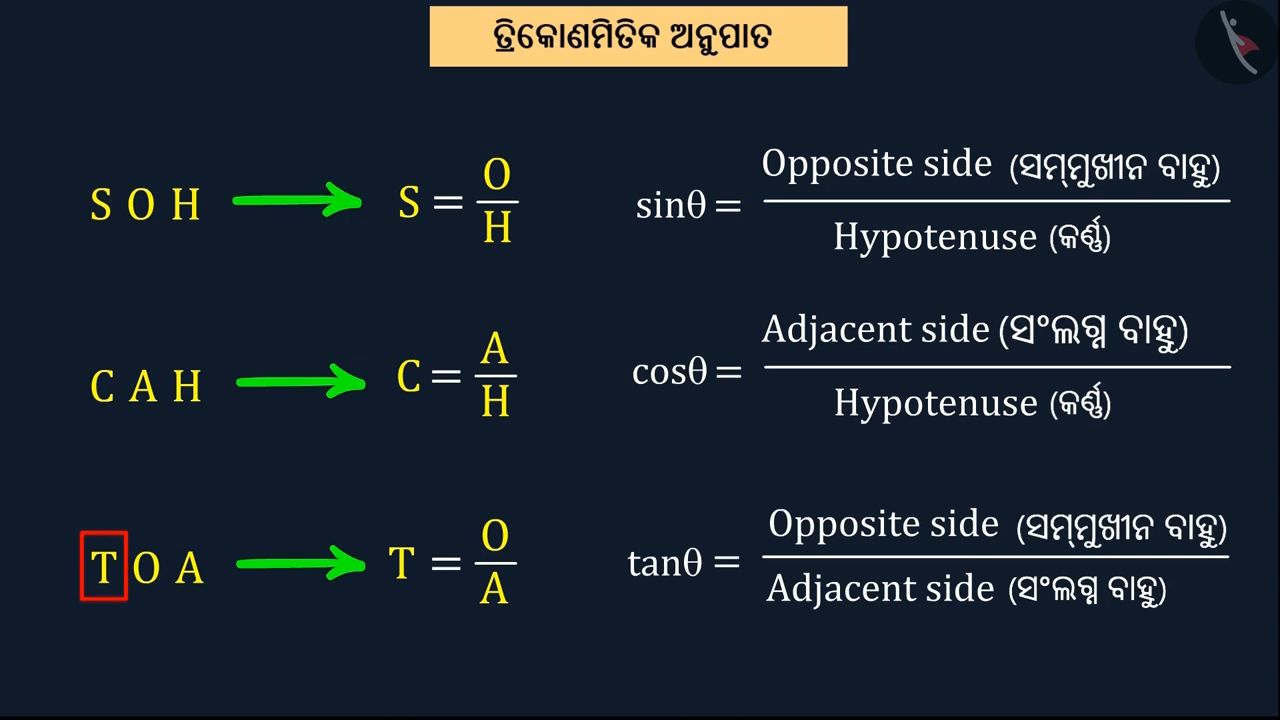 ତ୍ରିକୋଣମିତିକ ଅନୁପାତ
S O H S = O/H sinθ = Opposite side (ସମ୍ମୁଖୀନ ବାହୁ) / Hypotenuse (କର୍ଣ୍ଣ)
C A H C = A/H cosθ = Adjacent side (ସଂଲଗ୍ନ ବାହୁ) / Hypotenuse (କର୍ଣ୍ଣ)
T O A T = O/A tanθ = Opposite side (ସମ୍ମୁଖୀନ ବାହୁ) / Adjacent side (ସଂଲଗ୍ନ ବାହୁ)